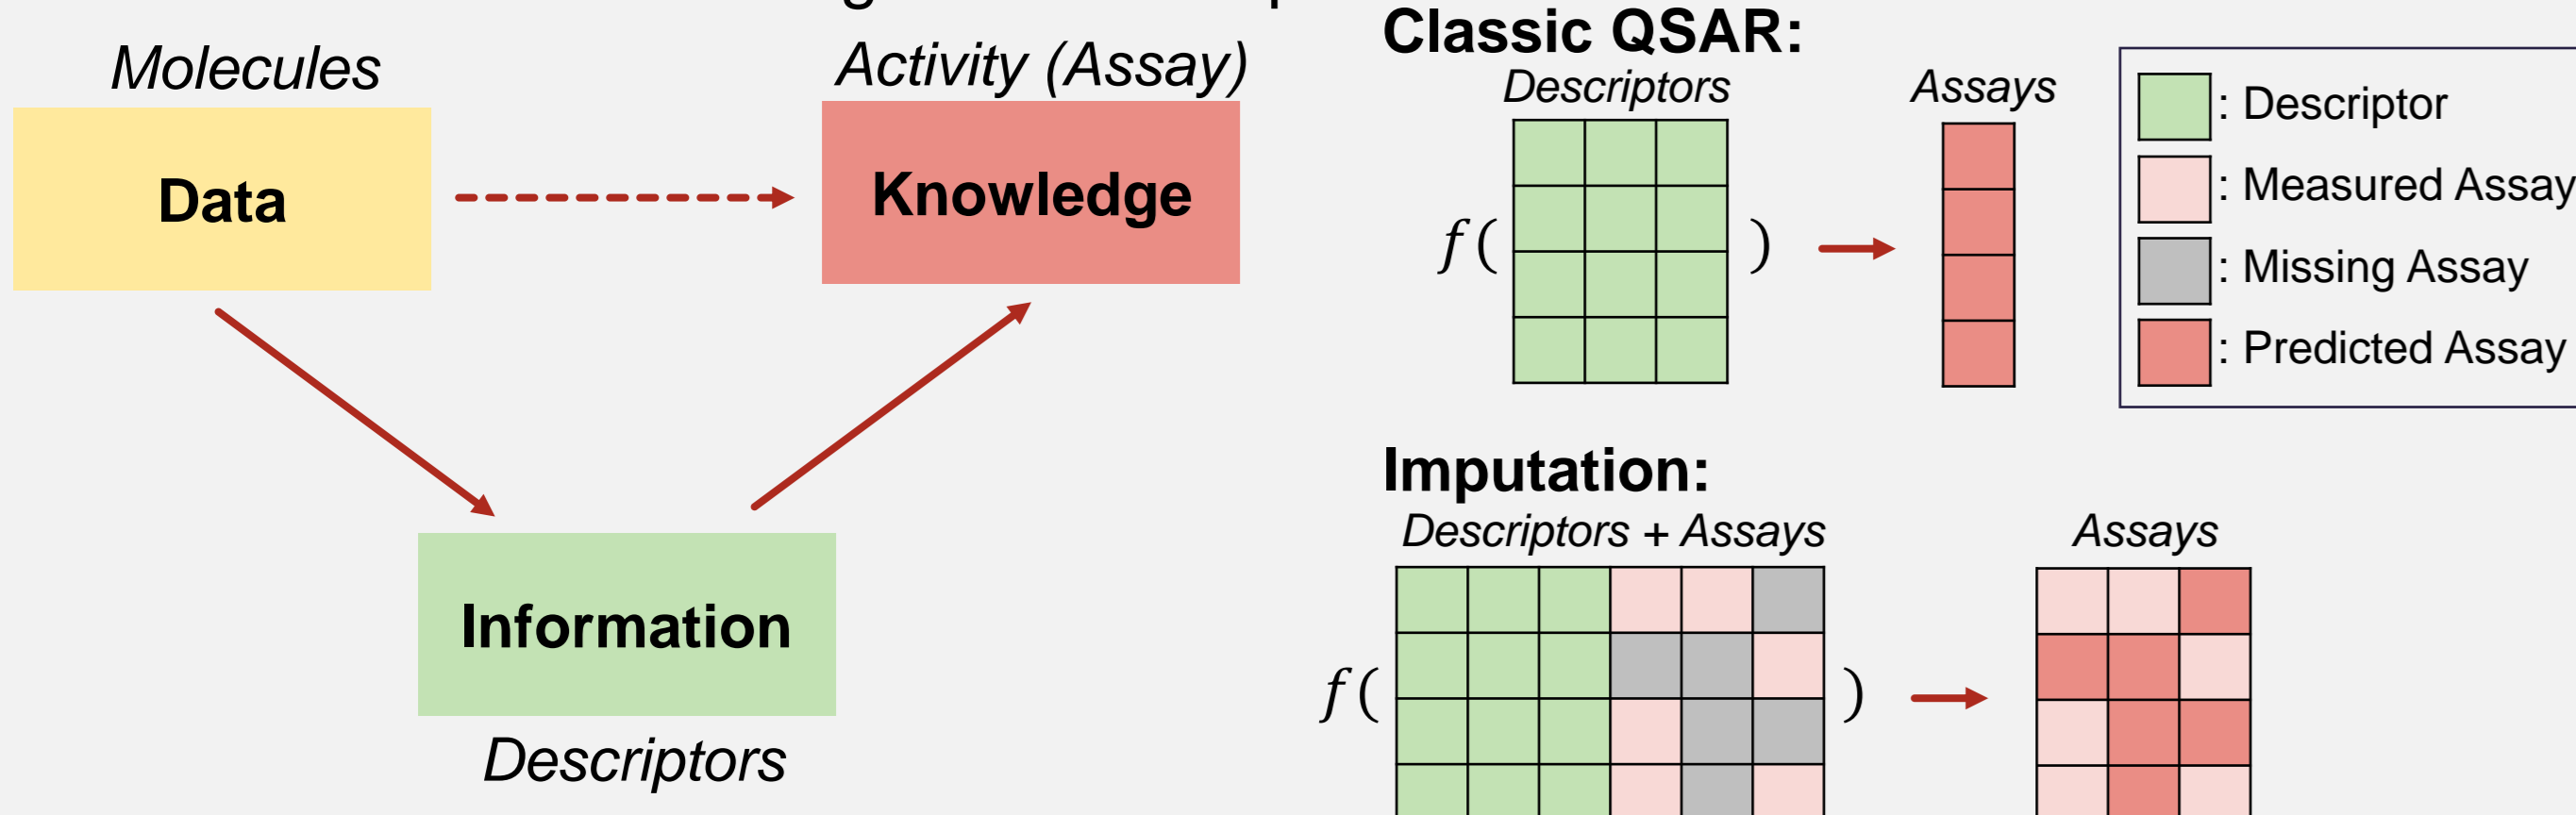 Molecules
Activity (Assay)
Data
Knowledge
Information
Descriptors
Classic QSAR:
Descriptors
Assays
f( )
: Descriptor
: Measured Assay
: Missing Assay
: Predicted Assay
Imputation:
Descriptors + Assays
Assays
f( )